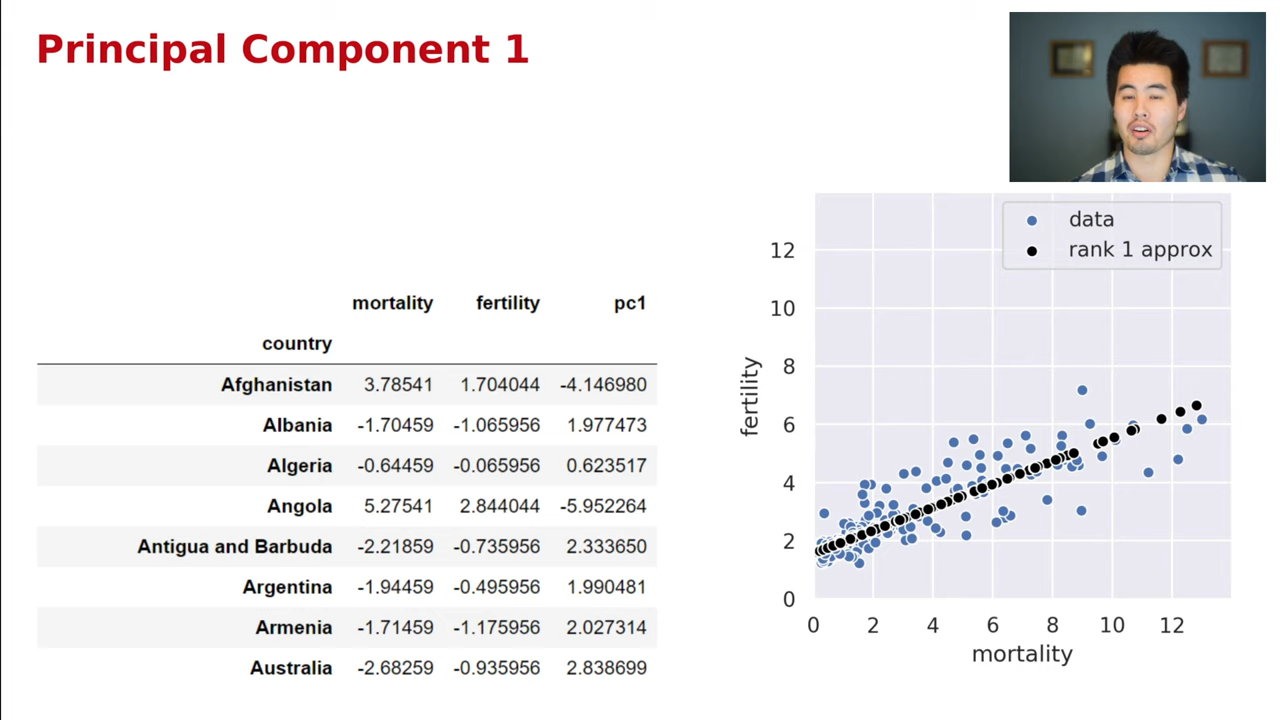 Principal Component 1
mortality fertility pc1
country
Afghanistan 3.78541 1.704044 -4.146980
Albania -1.70459 -1.065956 1.977473
Algeria -0.64459 -0.065956 0.623517
Angola 5.27541 2.844044 -5.952264
Antigua and Barbuda -2.21859 -0.735956 2.333650
Argentina -1.94459 -0.495956 1.990481
Armenia -1.71459 -1.175956 2.027314
Australia -2.68259 -0.935956 2.838699
data
rank 1 approx
fertility
12
10
8
6
4
2
0
0 2 4 6 8 10 12
mortality